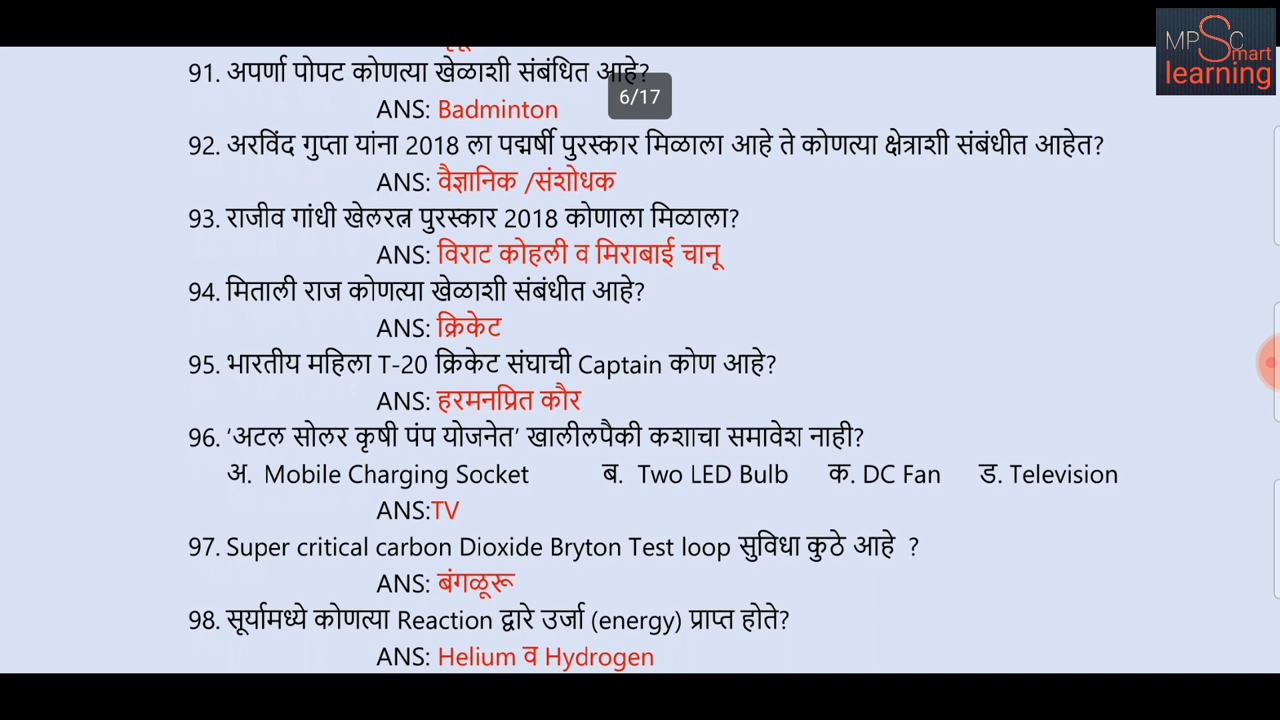 MPSC
Smart
learning
91. अपर्णा पोपट कोणत्या खेळाशी संबंधित आहे?
6/17
ANS: Badminton
92. अरविंद गुप्ता यांना 2018 ला पद्मर्षी पुरस्कार मिळाला आहे ते कोणत्या क्षेत्राशी संबंधीत आहेत?
ANS: वैज्ञानिक /संशोधक
93. राजीव गांधी खेलरत्न पुरस्कार 2018 कोणाला मिळाला?
ANS: विराट कोहली व मिराबाई चानू
94. मिताली राज कोणत्या खेळाशी संबंधीत आहे?
ANS: क्रिकेट
95. भारतीय महिला T-20 क्रिकेट संघाची Captain कोण आहे?
ANS: हरमनप्रित कौर
96. ‘अटल सोलर कृषी पंप योजनेत’ खालीलपैकी कशाचा समावेश नाही?
अ. Mobile Charging Socket ब. Two LED Bulb क. DC Fan ड. Television
ANS:TV
97. Super critical carbon Dioxide Bryton Test loop सुविधा कुठे आहे ?
ANS: बंगळूरू
98. सूर्यामध्ये कोणत्या Reaction द्वारे उर्जा (energy) प्राप्त होते?
ANS: Helium व Hydrogen